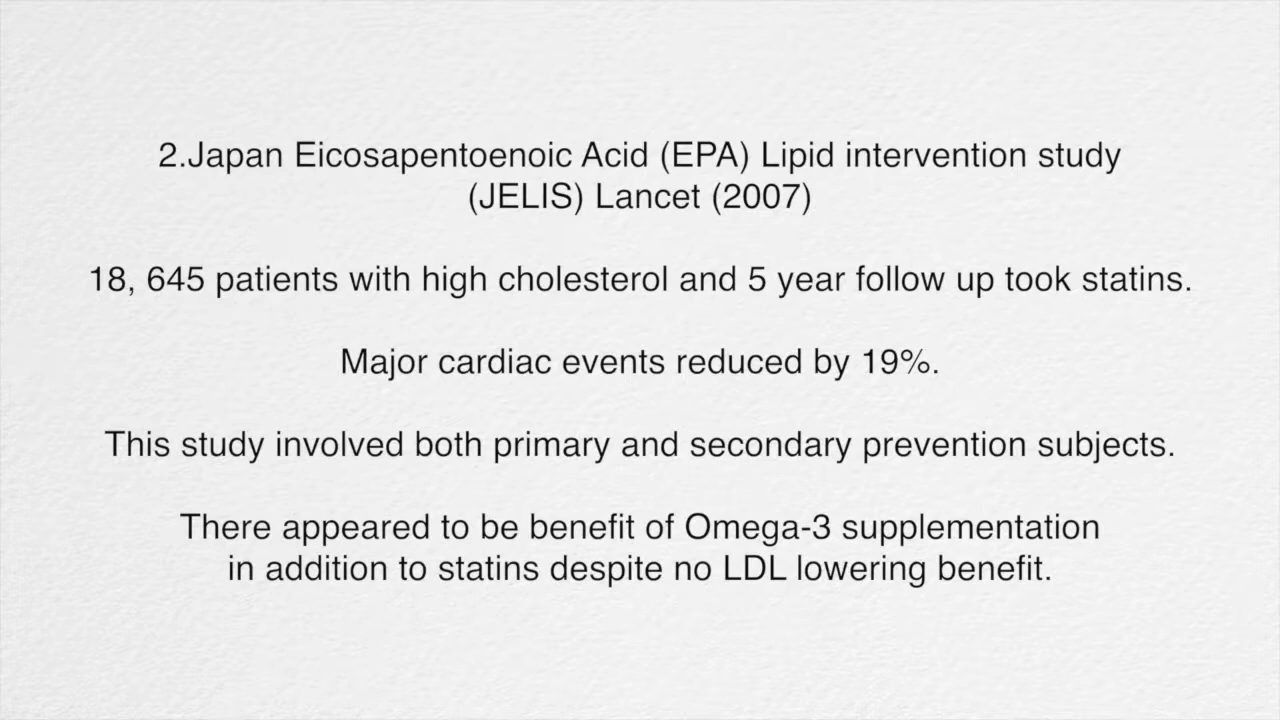 2.Japan Eicosapentoenoic Acid (EPA) Lipid intervention study
(JELIS) Lancet (2007)
18, 645 patients with high cholesterol and 5 year follow up took statins.
Major cardiac events reduced by 19%.
This study involved both primary and secondary prevention subjects.
There appeared to be benefit of Omega-3 supplementation
in addition to statins despite no LDL lowering benefit.